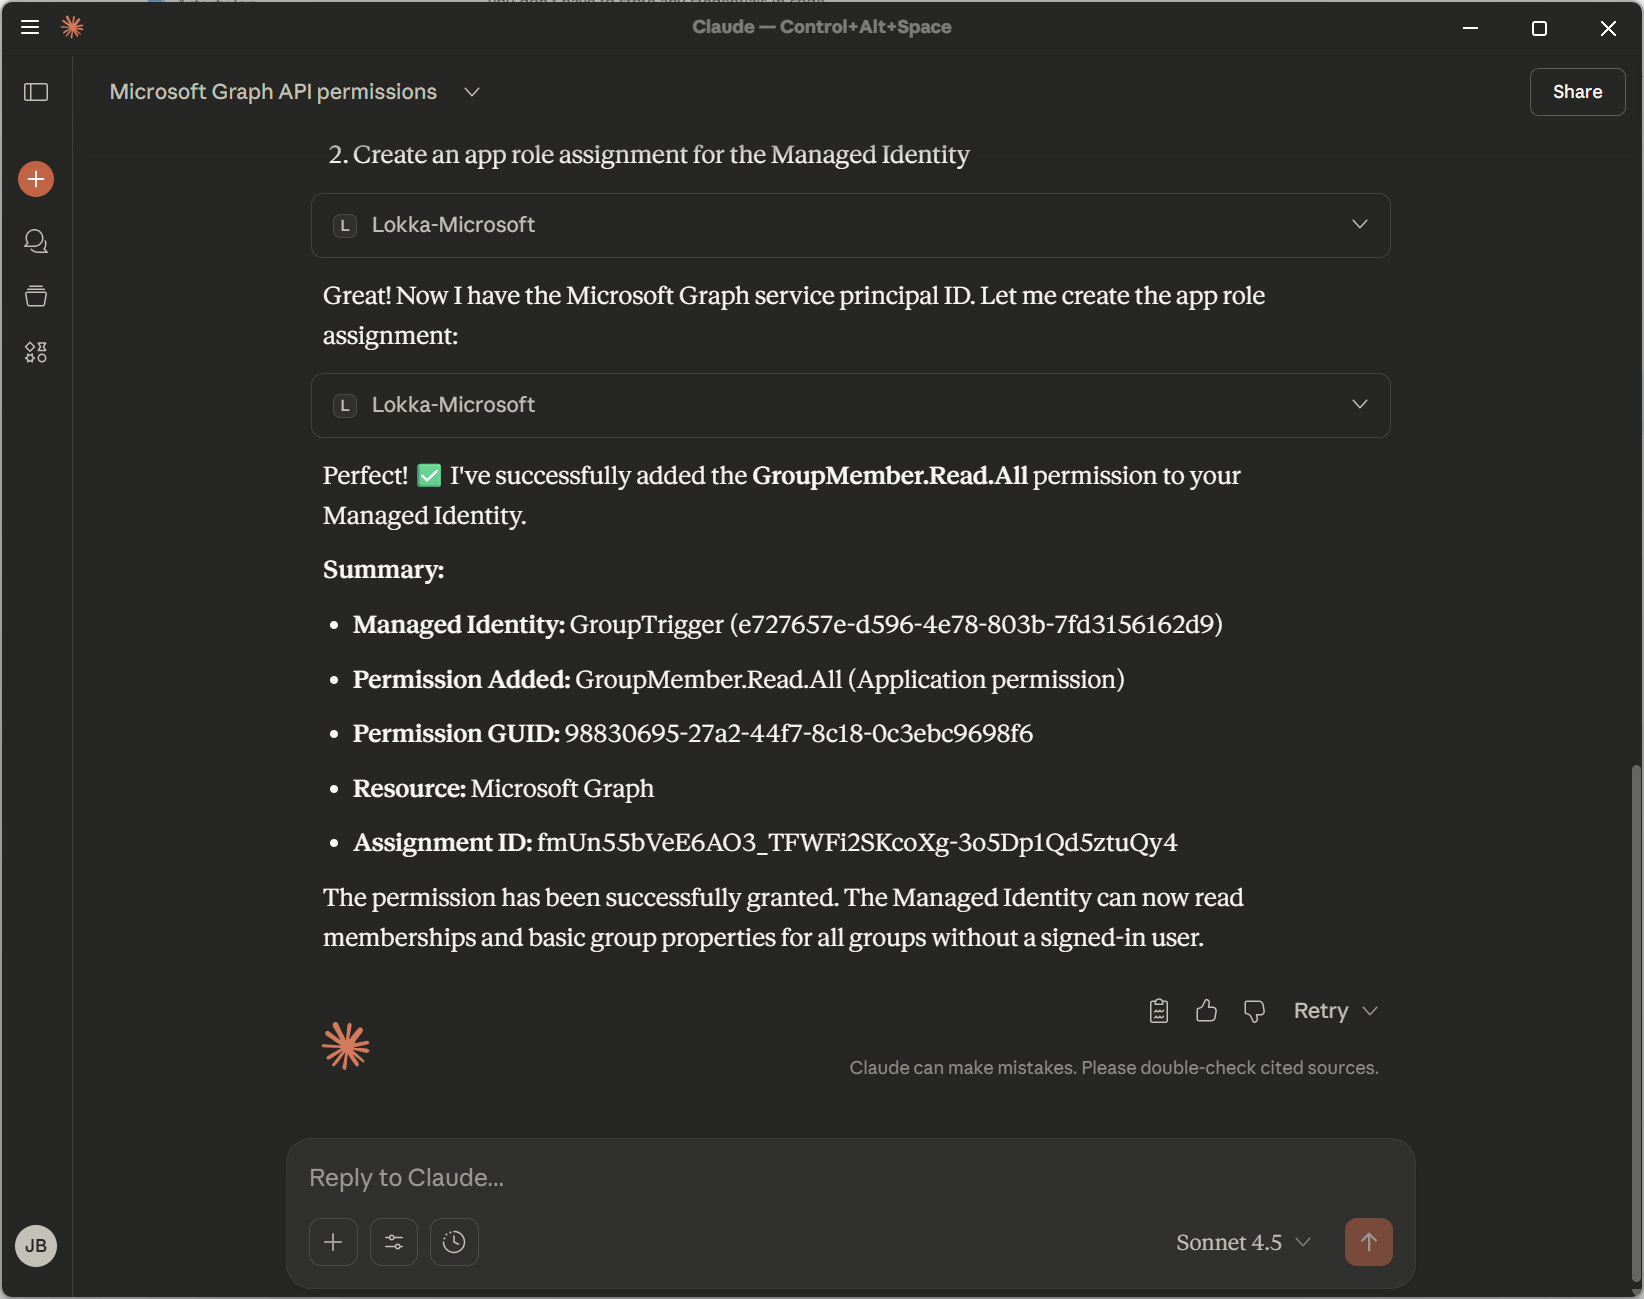 Claude — Control+Alt+Space
Microsoft Graph API permissions
Share
2. Create an app role assignment for the Managed Identity
L Lokka-Microsoft
Great! Now I have the Microsoft Graph service principal ID. Let me create the app role
assignment:
L Lokka-Microsoft
Perfect! ✅ I've successfully added the GroupMember.Read.All permission to your
Managed Identity.
Summary:
• Managed Identity: GroupTrigger (e727657e-d596-4e78-803b-7fd3156162d9)
• Permission Added: GroupMember.Read.All (Application permission)
• Permission GUID: 98830695-27a2-44f7-8c18-0c3ebc9698f6
• Resource: Microsoft Graph
• Assignment ID: fmUn55bVeE6AO3_TFWFi2SKcoXg-3o5Dp1Qd5ztuQy4
The permission has been successfully granted. The Managed Identity can now read
memberships and basic group properties for all groups without a signed-in user.
Retry
Claude can make mistakes. Please double-check cited sources.
Reply to Claude...
Sonnet 4.5
JB